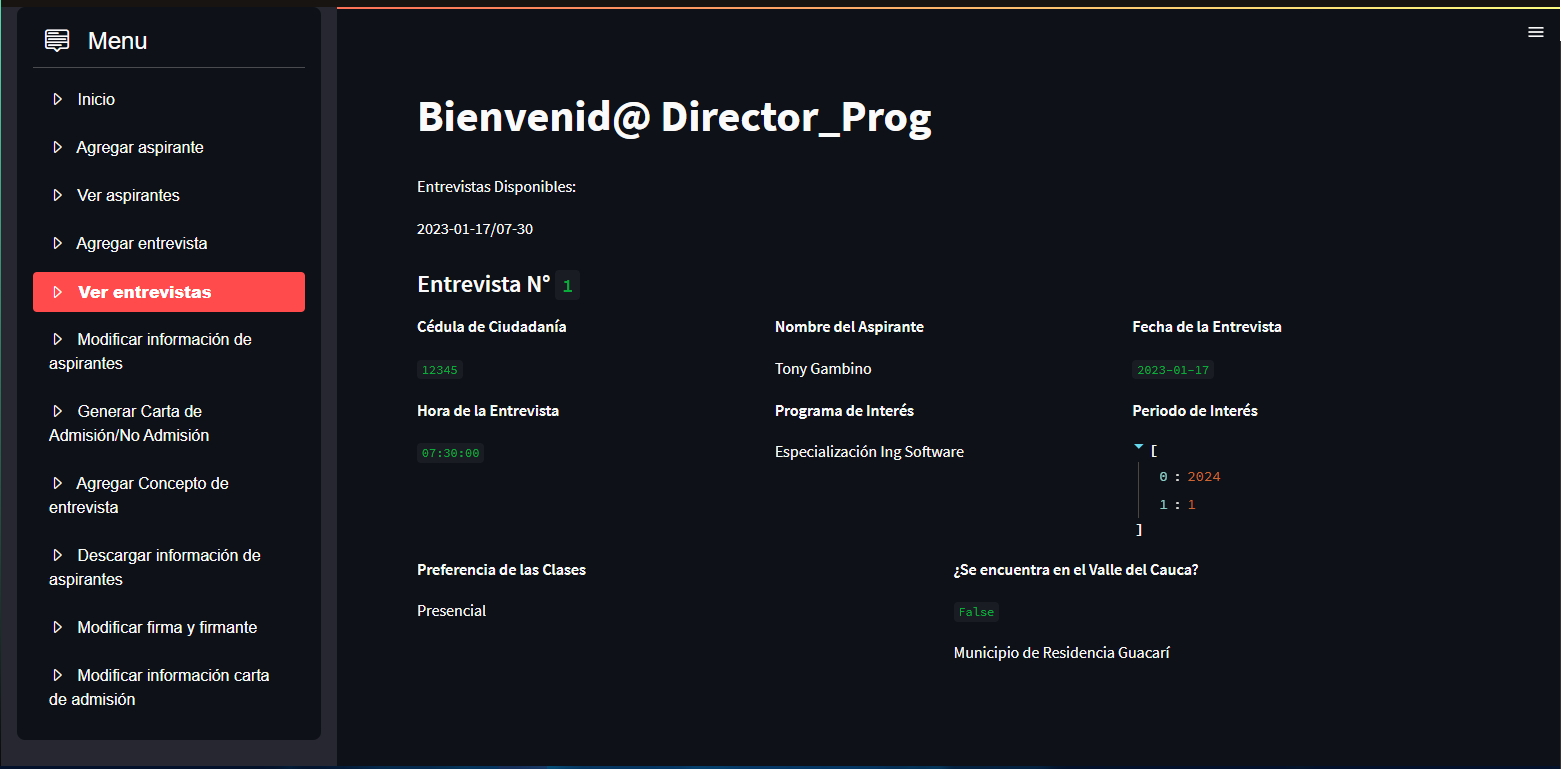 Menu
Inicio
Agregar aspirante
Ver aspirantes
Agregar entrevista
Ver entrevistas
Modificar información de
aspirantes
Generar Carta de
Admisión/No Admisión
Agregar Concepto de
entrevista
Descargar información de
aspirantes
Modificar firma y firmante
Modificar información carta
de admisión
Bienvenid@ Director_Prog
Entrevistas Disponibles:
2023-01-17/07-30
Entrevista N° 1
Cédula de Ciudadanía Nombre del Aspirante Fecha de la Entrevista
12345 Tony Gambino 2023-01-17
Hora de la Entrevista Programa de Interés Periodo de Interés
07:30:00 Especialización Ing Software [
0 : 2024
1 : 1
]
Preferencia de las Clases ¿Se encuentra en el Valle del Cauca?
Presencial False
Municipio de Residencia Guacarí